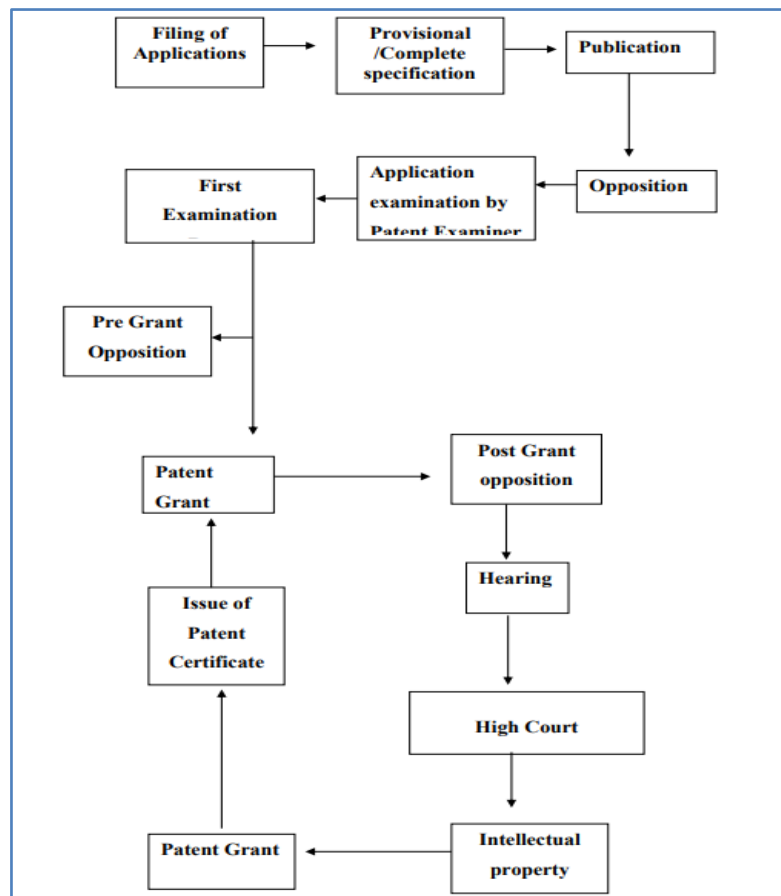 Filing of
Applications
Provisional
/Complete
specification
Publication
Opposition
Application
examination by
Patent Examiner
First
Examination
Pre Grant
Opposition
Patent
Grant
Post Grant
opposition
Hearing
Issue of
Patent
Certificate
High Court
Intellectual
property
Patent Grant